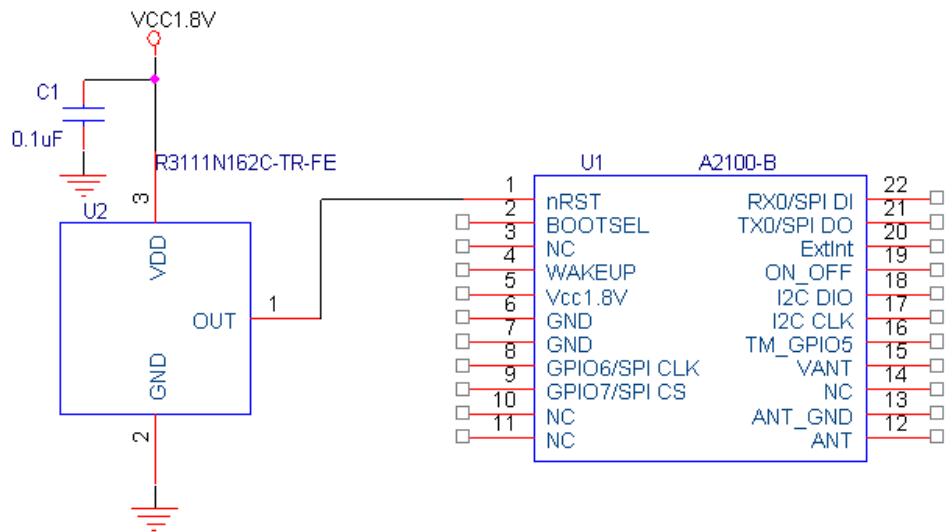 VCC1.8V
C1
0.1uF
R3111N162C-TR-FE
3
U2
VDD
OUT
1
GND
2
U1 A2100-B
1 nRST RX0/SPI DI 22
2 BOOTSEL TX0/SPI DO 21
3 NC ExtInt 20
4 WAKEUP ON_OFF 19
5 Vcc1.8V I2C DIO 18
6 GND I2C CLK 17
7 GND TM_GPIO5 16
8 GPIO6/SPI CLK VANT 15
9 GPIO7/SPI CS NC 14
10 NC ANT_GND 13
11 NC ANT 12